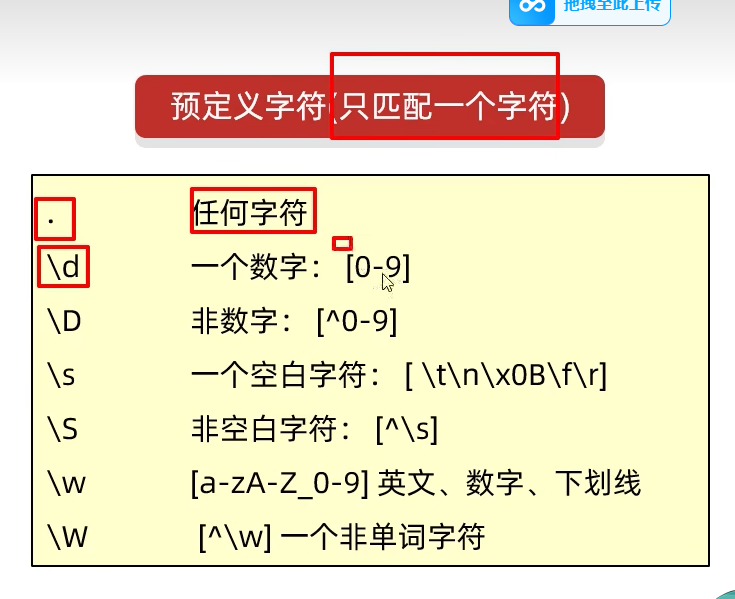 拖拽至此上传
预定义字符(只匹配一个字符)
. 任何字符
\d 一个数字： [0-9]
\D 非数字： [^0-9]
\s 一个空白字符： [ \t\n\x0B\f\r]
\S 非空白字符： [^\s]
\w [a-zA-Z_0-9] 英文、数字、下划线
\W [^\w] 一个非单词字符